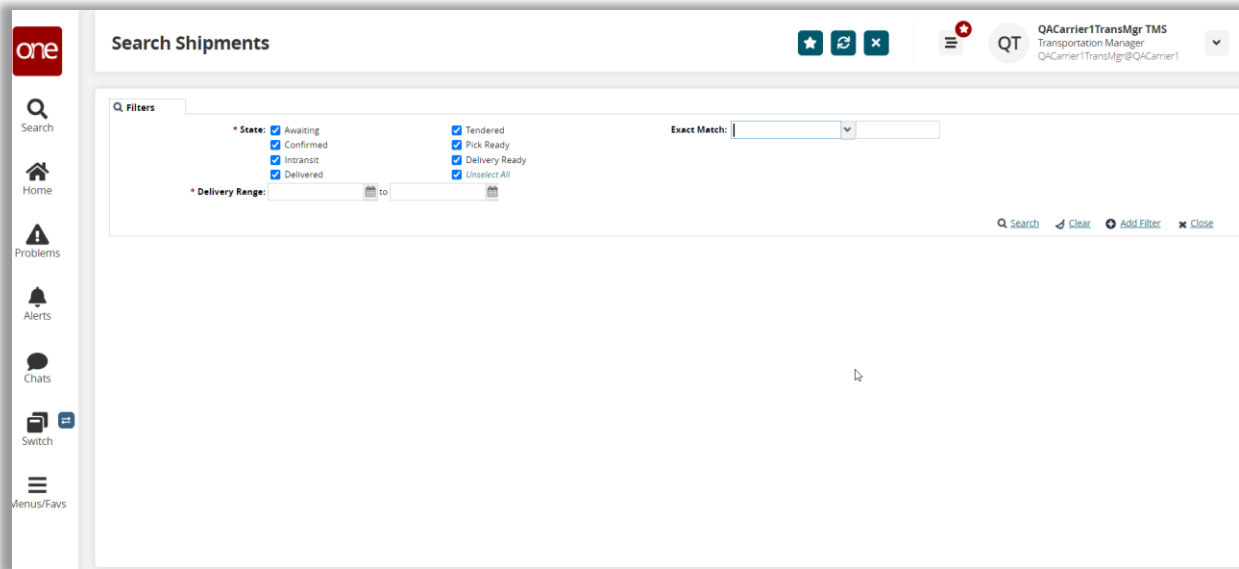 one
Search Shipments
QT
QACarrier1TransMgr TMS
Transportation Manager
QACarrier1TransMgr@QACarrier1
Search
Home
Problems
Alerts
Chats
Switch
Menus/Favs
Filters
* State: Awaiting Tendered Exact Match:
Confirmed Pick Ready
Intransit Delivery Ready
Delivered Unselect All
* Delivery Range: to
Search Clear Add Filter Close